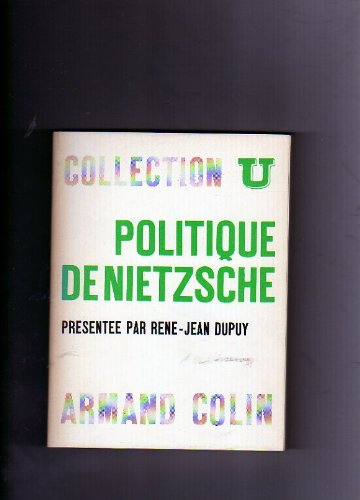 COLLECTION U
POLITIQUE
DE NIETZSCHE
PRESENTEE PAR RENE-JEAN DUPUY
ARMAND COLIN